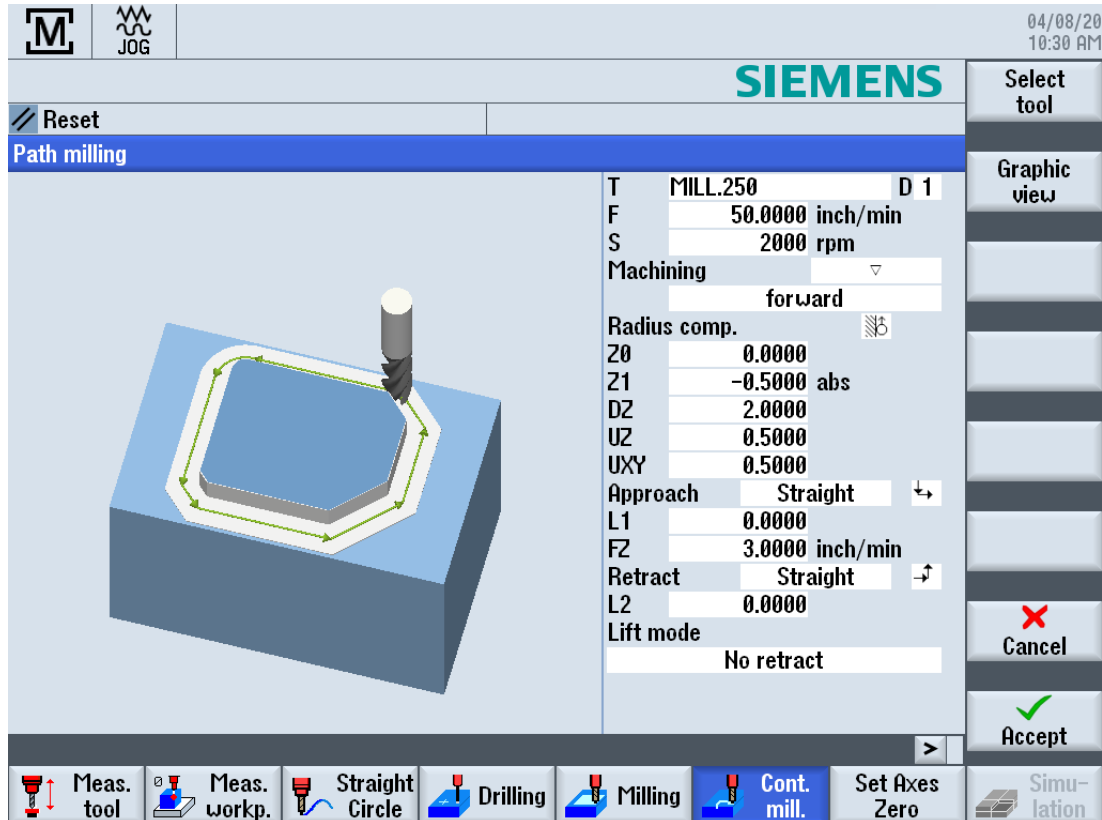 M
JOG
04/08/20
10:30 AM
SIEMENS
Select
tool
Reset
Path milling
Graphic
view
T MILL.250 D 1
F 50.0000 inch/min
S 2000 rpm
Machining ▽
forward
Radius comp.
Z0 0.0000
Z1 -0.5000 abs
DZ 2.0000
UZ 0.5000
UXY 0.5000
Approach Straight
L1 0.0000
FZ 3.0000 inch/min
Retract Straight
L2 0.0000
Lift mode
No retract
Cancel
Accept
>
Meas.
tool
Meas.
workp.
Straight
Circle
Drilling
Milling
Cont.
mill.
Set Axes
Zero
Simu-
lation